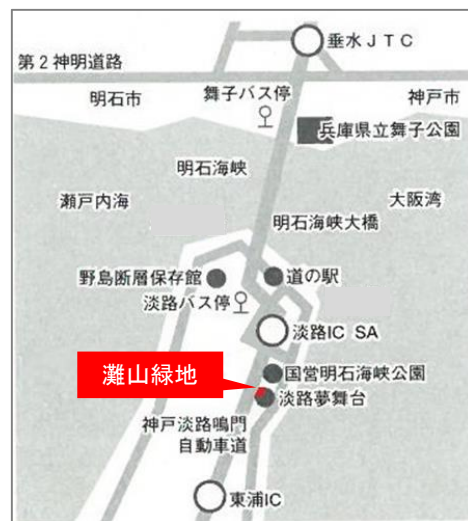 垂水ＪＴＣ
第２神明道路
明石市
舞子バス停
神戸市
兵庫県立舞子公園
明石海峡
瀬戸内海
大阪湾
明石海峡大橋
野島断層保存館
道の駅
淡路バス停
淡路IC SA
灘山緑地
国営明石海峡公園
淡路夢舞台
神戸淡路鳴門
自動車道
東浦IC